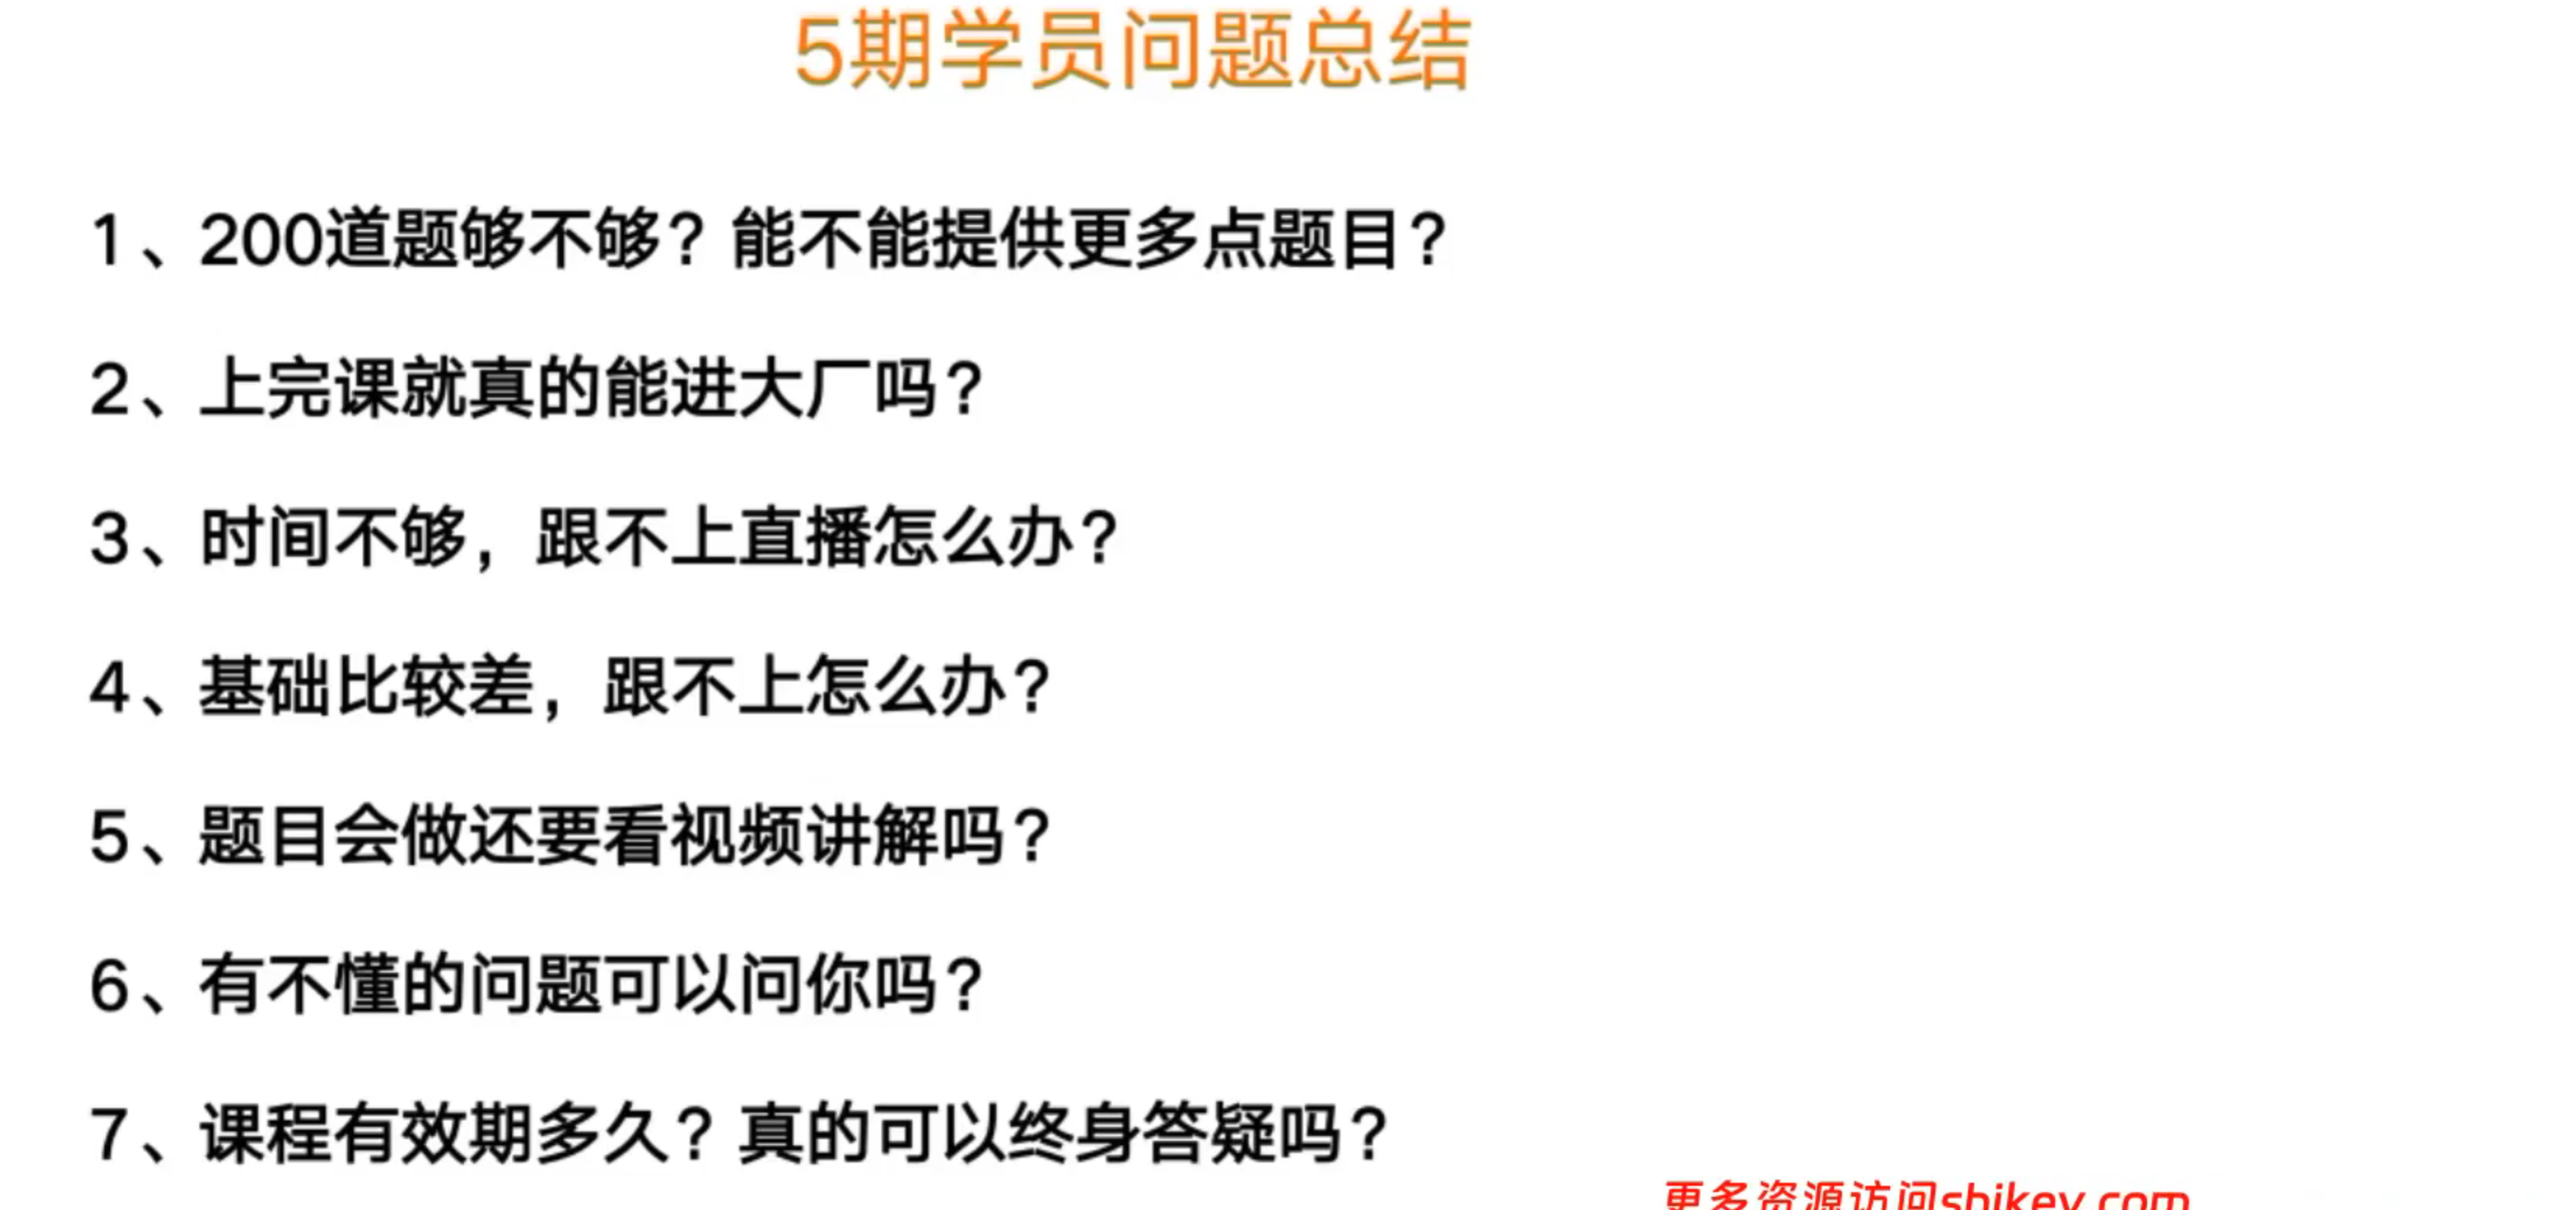 5期学员问题总结
1、200道题够不够？能不能提供更多点题目？
2、上完课就真的能进大厂吗？
3、时间不够，跟不上直播怎么办？
4、基础比较差，跟不上怎么办？
5、题目会做还要看视频讲解吗？
6、有不懂的问题可以问你吗？
7、课程有效期多久？真的可以终身答疑吗？
更多资源访问sbikey.com